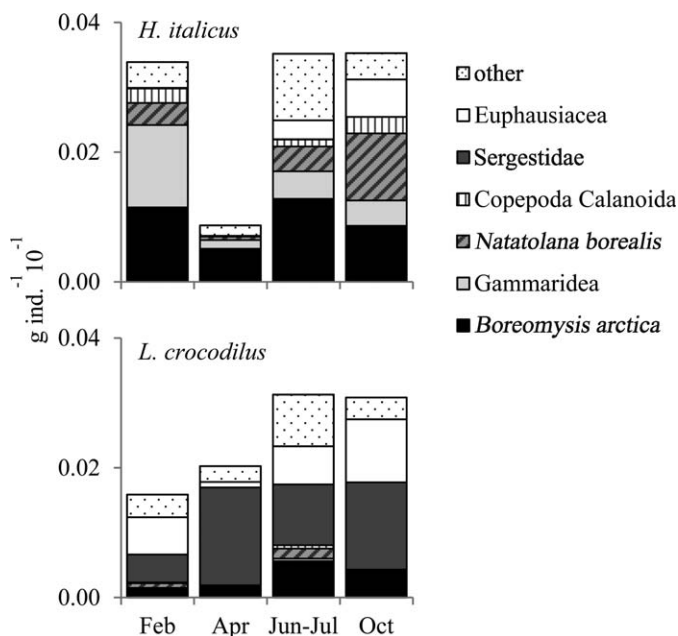 0.04
H. italicus
0.02
0.00
other
Euphausiacea
Sergestidae
Copepoda Calanoida
Natatolana borealis
Gammaridea
Boreomysis arctica
g ind.⁻¹ 10⁻¹
0.04
L. crocodilus
0.02
0.00
Feb Apr Jun-Jul Oct